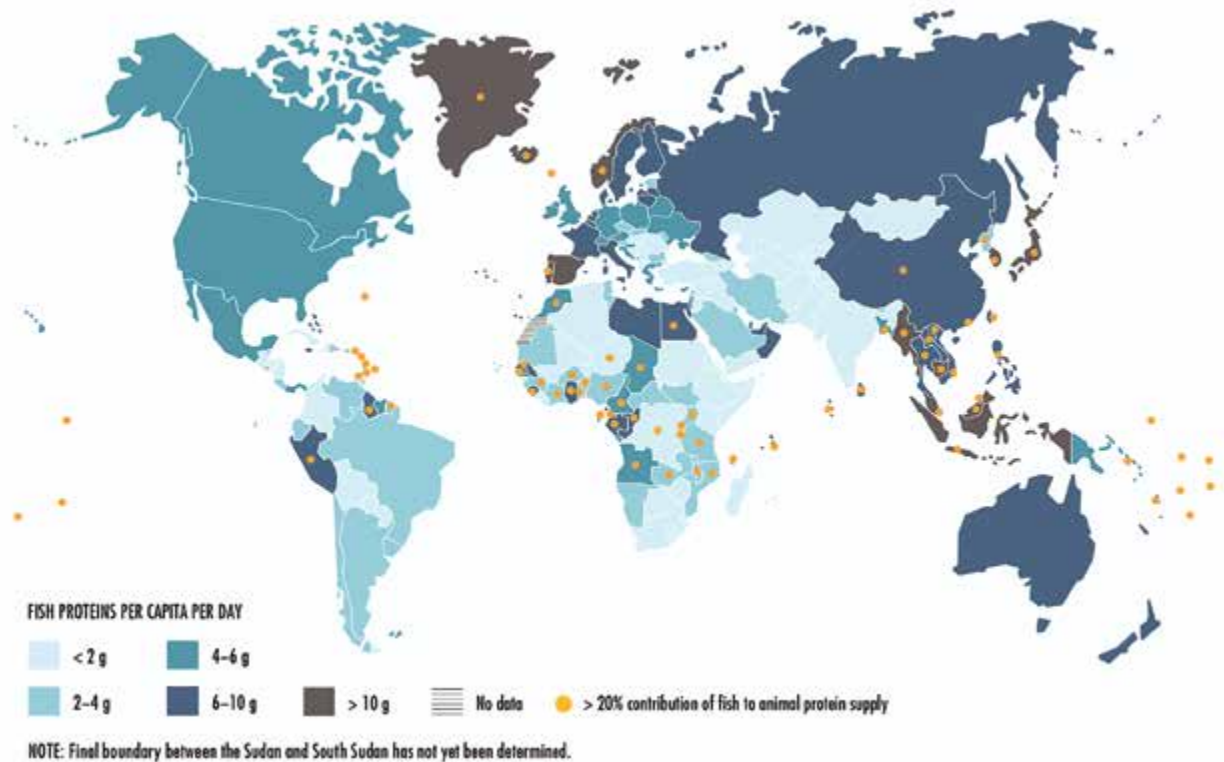 FISH PROTEINS PER CAPITA PER DAY
< 2 g
4–6 g
2–4 g
6–10 g
> 10 g
No data
> 20% contribution of fish to animal protein supply
NOTE: Final boundary between the Sudan and South Sudan has not yet been determined.